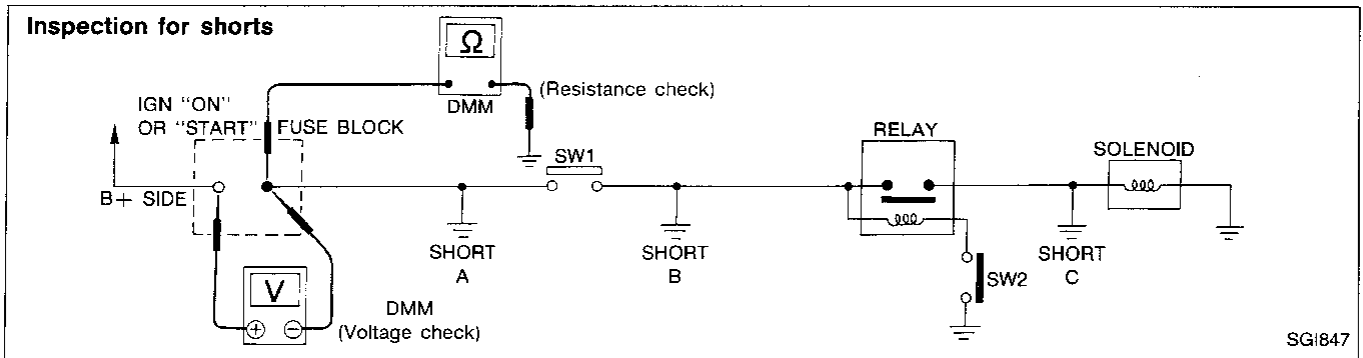 Inspection for shorts
Ω
DMM
(Resistance check)
IGN "ON"
OR "START"
FUSE BLOCK
B+ SIDE
SW1
RELAY
SOLENOID
SHORT
A
SHORT
B
SHORT
C
SW2
V
+ −
DMM
(Voltage check)
SGI847